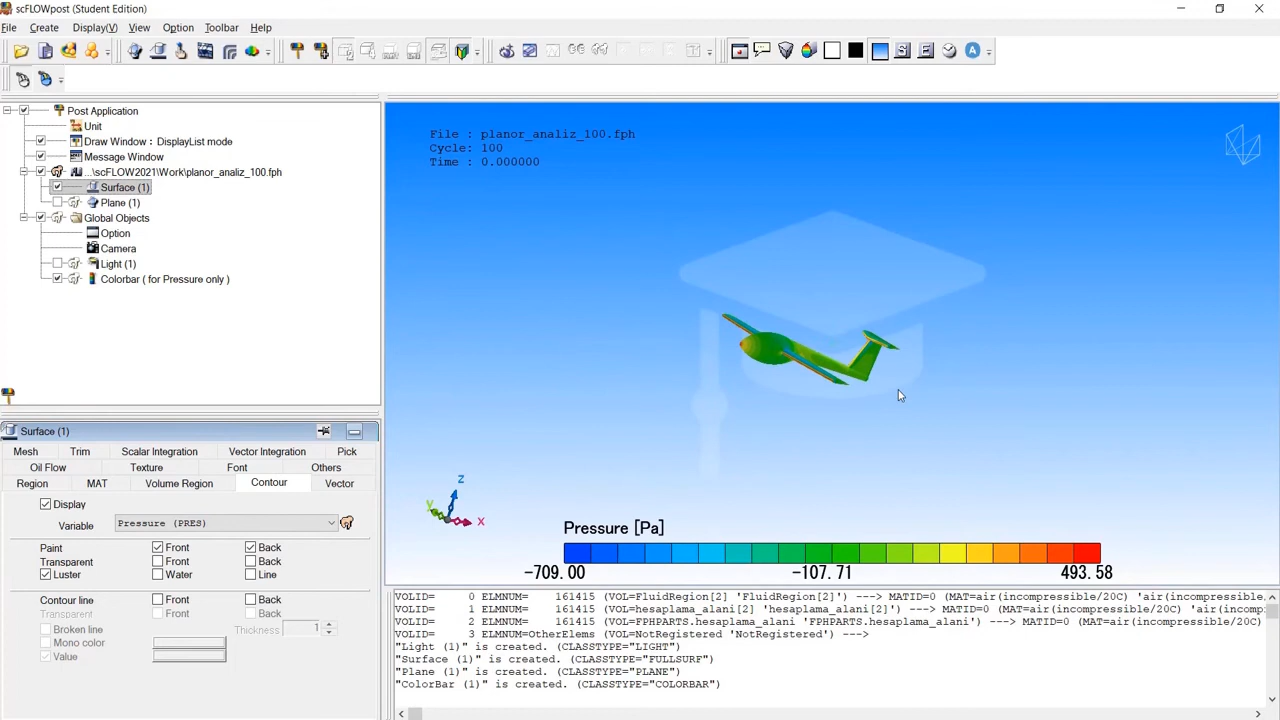 scFLOWpost (Student Edition)
File Create Display(V) Option Toolbar Help
Post Application
Unit
Draw Window : DisplayList mode
Message Window
...\scFLOW2021\Work\planor_analiz_100.fph
Surface (1)
Plane (1)
Global Objects
Option
Camera
Light (1)
Colorbar ( for Pressure only )
File : planor_analiz_100.fph
Cycle: 100
Time : 0.000000
z
y
x
Pressure [Pa]
-709.00 -107.71 493.58
Surface (1)
Mesh Trim Scalar Integration Vector Integration Pick
Oil Flow Texture Font Others
Region MAT Volume Region Contour Vector
Display
Variable Pressure (PRES)
Paint Front Back
Transparent Front Back
Luster Water Line
Contour line Front Back
Transparent Front Back
Broken line Thickness 1
Mono color
Value
VOLID= 0 ELMNUM= 161415 (VOL=FluidRegion[2] 'FluidRegion[2]') ---> MATID=0 (MAT=air(incompressible/20C) 'air(incompressible/
VOLID= 1 ELMNUM= 161415 (VOL=hesaplama_alani[2] 'hesaplama_alani[2]') ---> MATID=0 (MAT=air(incompressible/20C) 'air(incompre
VOLID= 2 ELMNUM= 161415 (VOL=FPHPARTS.hesaplama_alani 'FPHPARTS.hesaplama_alani') ---> MATID=0 (MAT=air(incompressible/20C)
VOLID= 3 ELMNUM=OtherElems (VOL=NotRegistered 'NotRegistered') --->
"Light (1)" is created. (CLASSTYPE="LIGHT")
"Surface (1)" is created. (CLASSTYPE="FULLSURF")
"Plane (1)" is created. (CLASSTYPE="PLANE")
"ColorBar (1)" is created. (CLASSTYPE="COLORBAR")